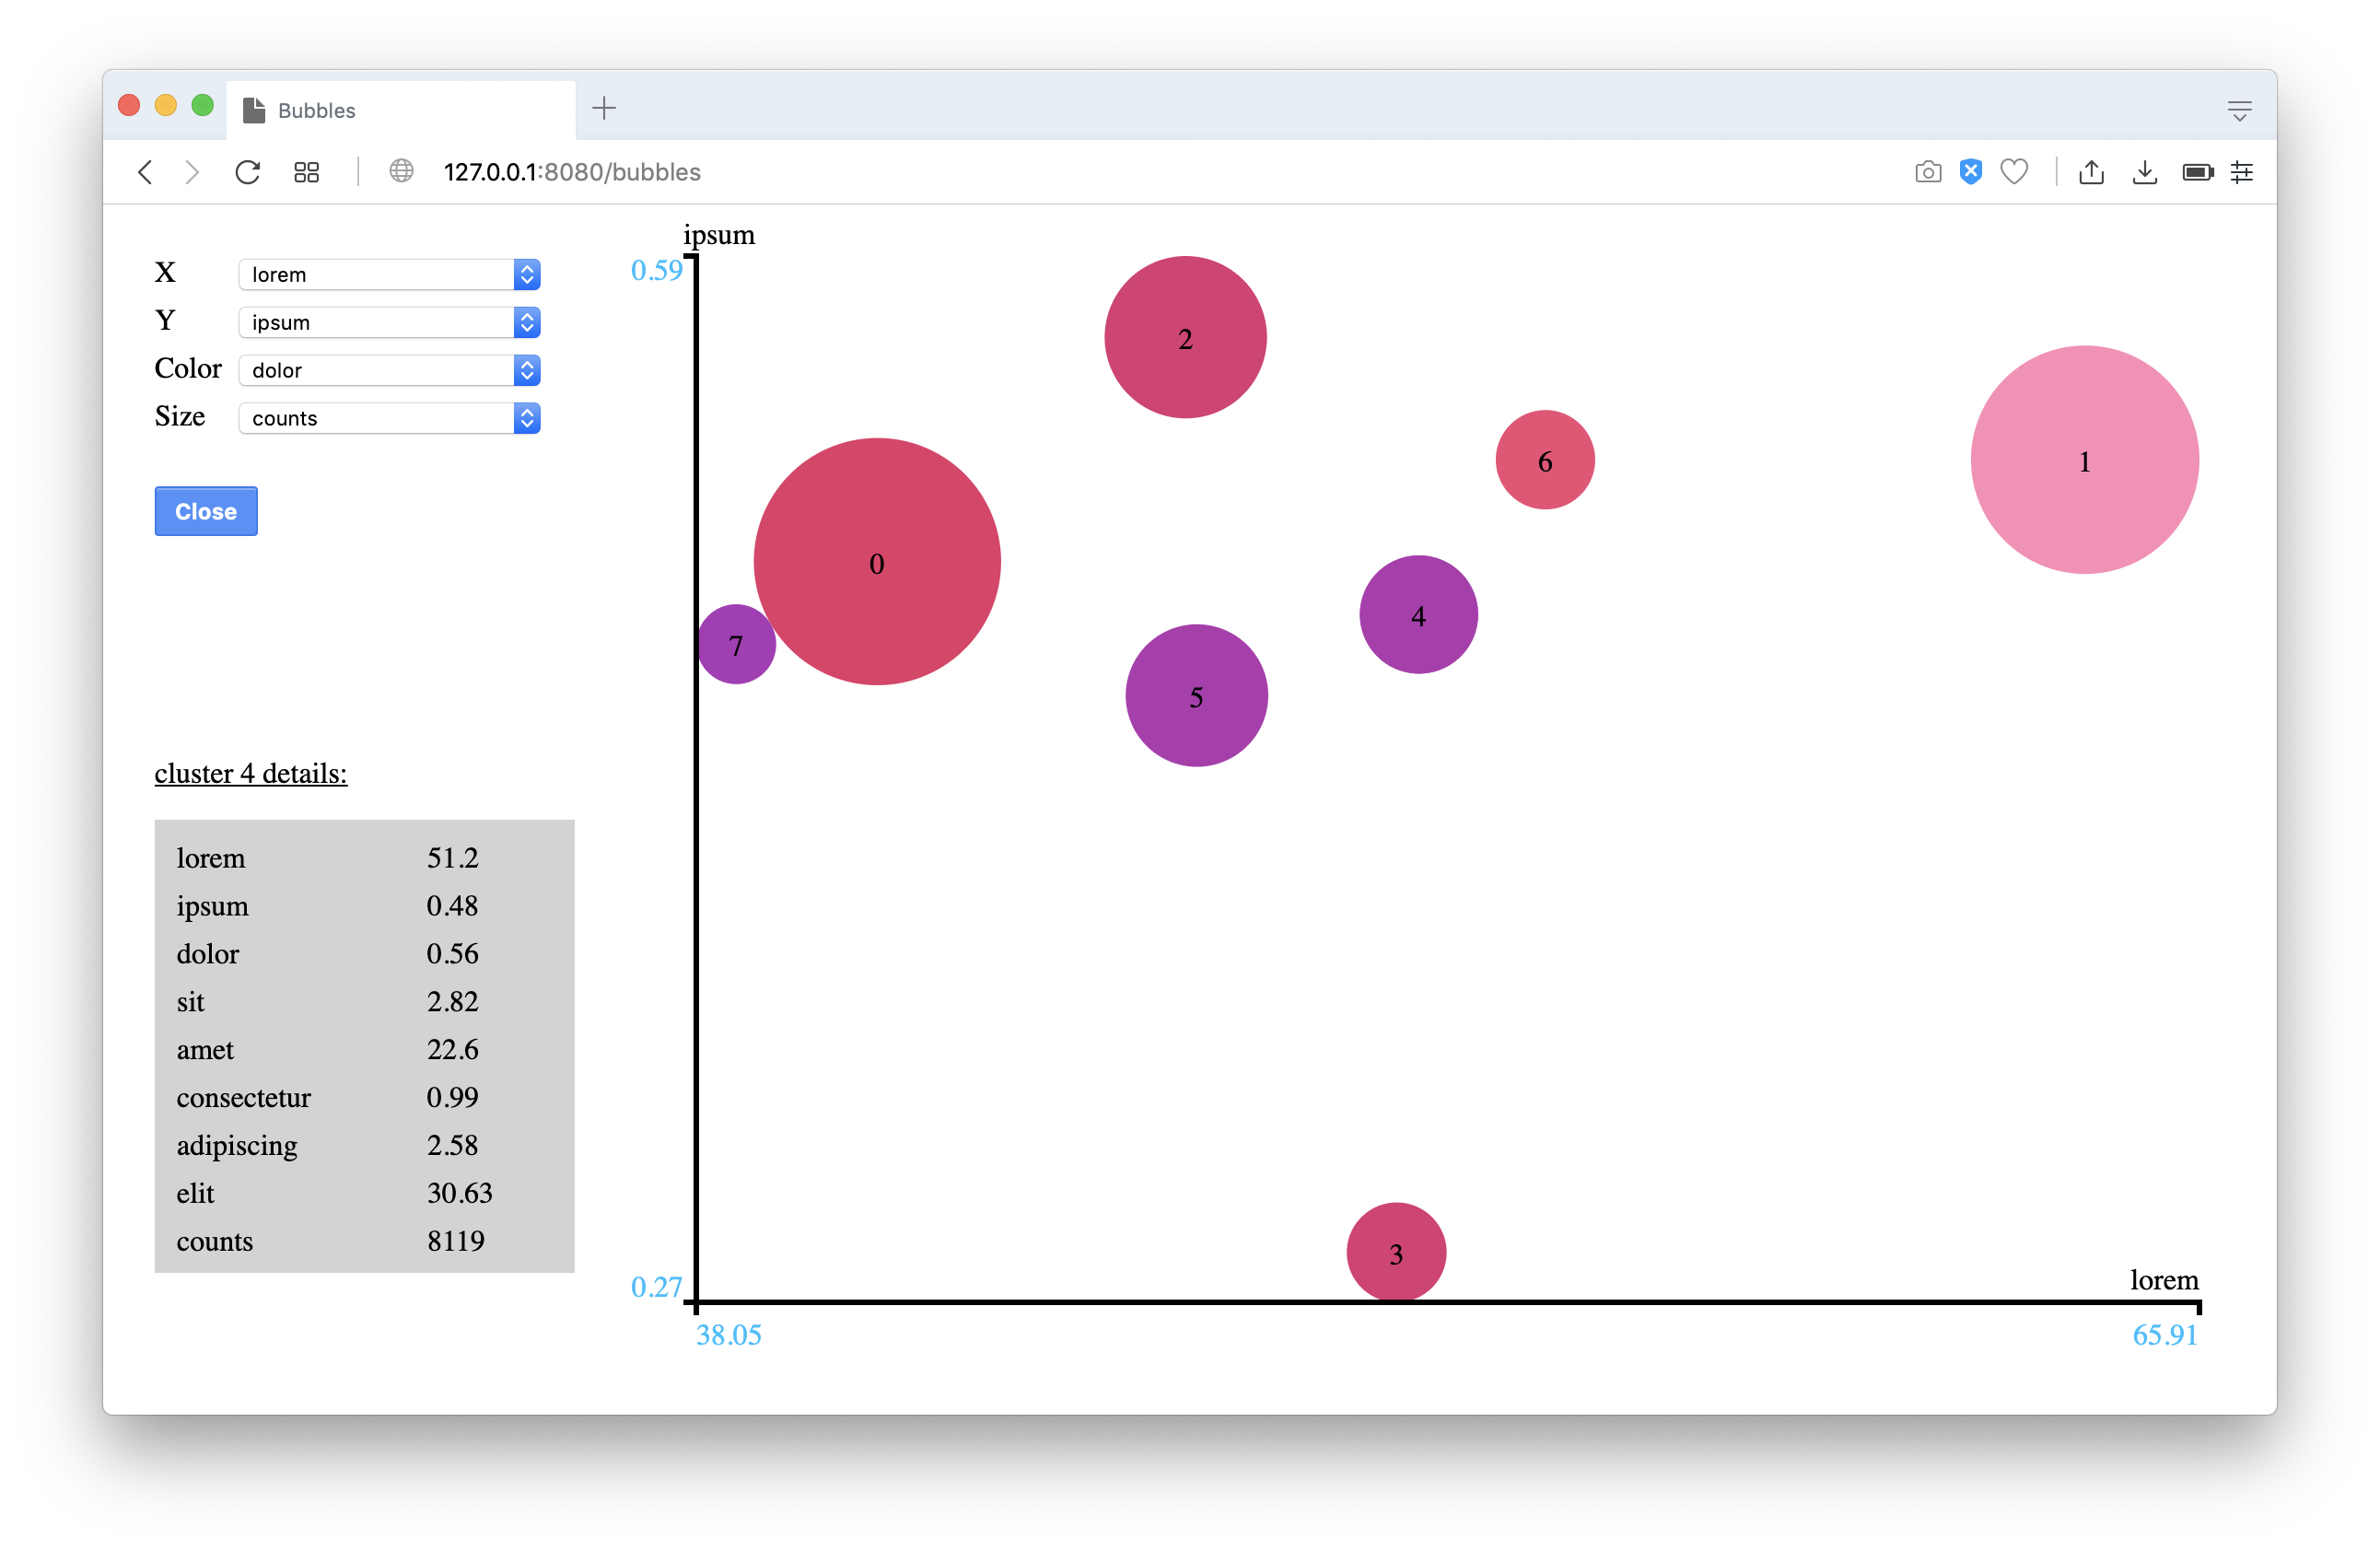 Bubbles
127.0.0.1:8080/bubbles
X lorem
Y ipsum
Color dolor
Size counts
Close
cluster 4 details:
lorem 51.2
ipsum 0.48
dolor 0.56
sit 2.82
amet 22.6
consectetur 0.99
adipiscing 2.58
elit 30.63
counts 8119
ipsum
0.59
2
6
1
0
4
7
5
3
0.27
lorem
38.05
65.91